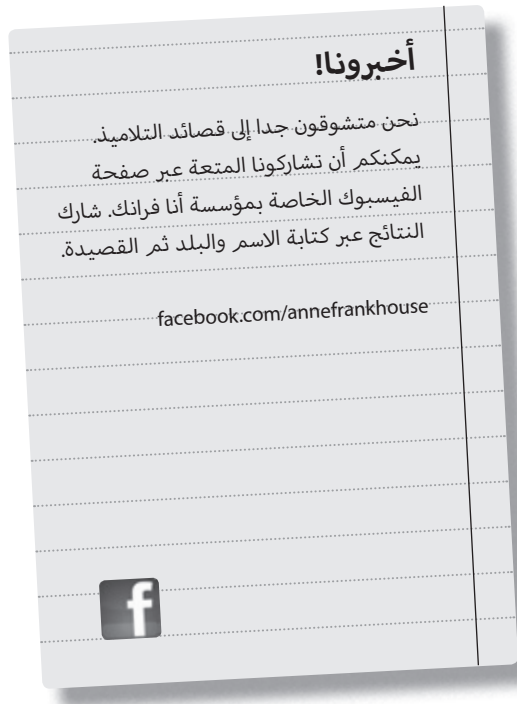 أخبرونا!
نحن متشوقون جدا إلى قصائد التلاميذ.
يمكنكم أن تشاركونا المتعة عبر صفحة
الفيسبوك الخاصة بمؤسسة أنا فرانك. شارك
النتائج عبر كتابة الاسم والبلد ثم القصيدة.
facebook.com/annefrankhouse
f